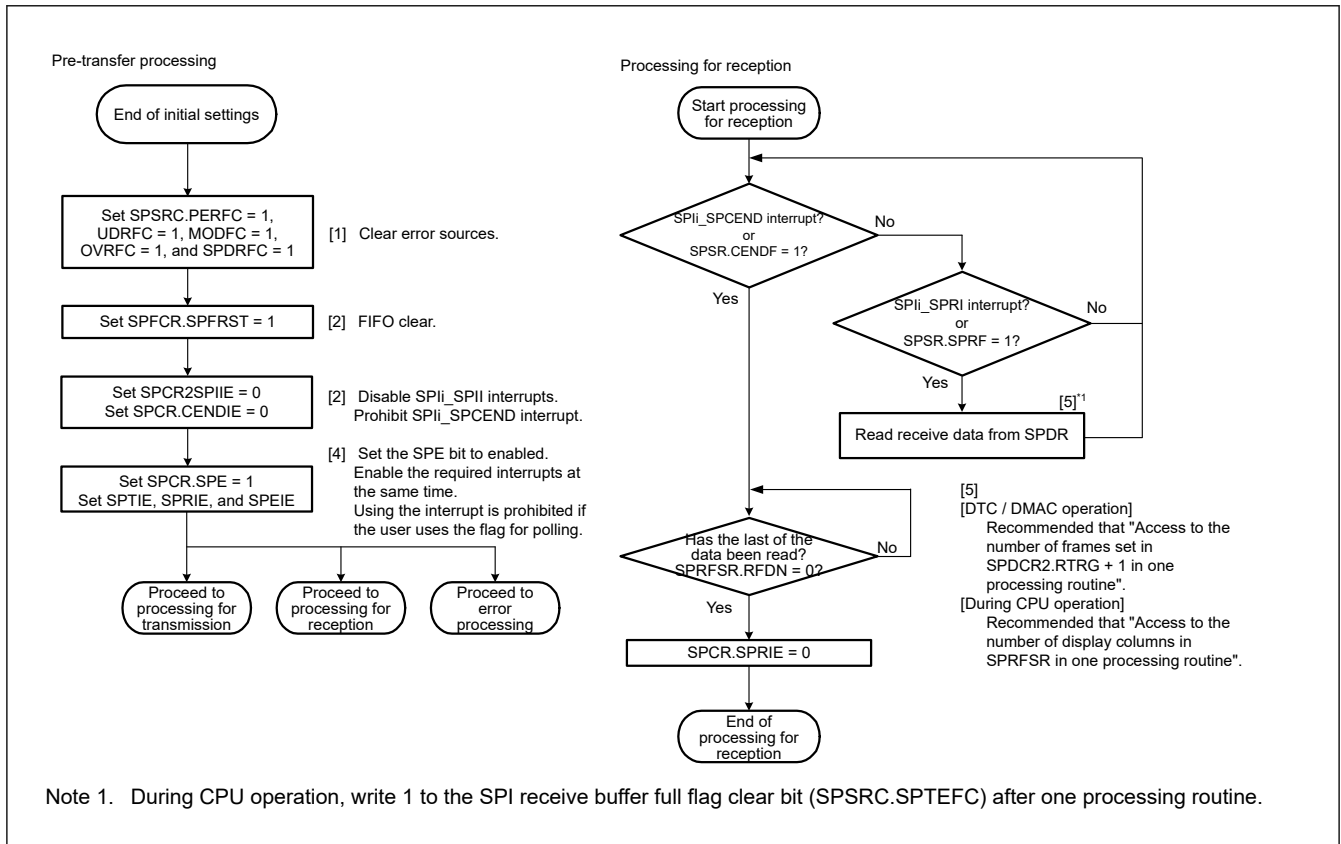 Pre-transfer processing
End of initial settings
Set SPSRC.PERFC = 1,
UDRFC = 1, MODFC = 1,
OVRFC = 1, and SPDRFC = 1
[1] Clear error sources.
Set SPFCR.SPFRST = 1
[2] FIFO clear.
Set SPCR2SPIIE = 0
Set SPCR.CENDIE = 0
[2] Disable SPIi_SPII interrupts.
Prohibit SPIi_SPCEND interrupt.
Set SPCR.SPE = 1
Set SPTIE, SPRIE, and SPEIE
[4] Set the SPE bit to enabled.
Enable the required interrupts at
the same time.
Using the interrupt is prohibited if
the user uses the flag for polling.
Proceed to
processing for
transmission
Proceed to
processing for
reception
Proceed to
error
processing
Processing for reception
Start processing
for reception
SPIi_SPCEND interrupt?
or
SPSR.CENDF = 1?
No
Yes
SPIi_SPRI interrupt?
or
SPSR.SPRF = 1?
No
Yes
[5]*1
Read receive data from SPDR
Has the last of the
data been read?
SPRFSR.RFDN = 0?
No
Yes
SPCR.SPRIE = 0
End of
processing for
reception
[5]
[DTC / DMAC operation]
Recommended that "Access to the
number of frames set in
SPDCR2.RTRG + 1 in one
processing routine".
[During CPU operation]
Recommended that "Access to the
number of display columns in
SPRFSR in one processing routine".
Note 1. During CPU operation, write 1 to the SPI receive buffer full flag clear bit (SPSRC.SPTEFC) after one processing routine.